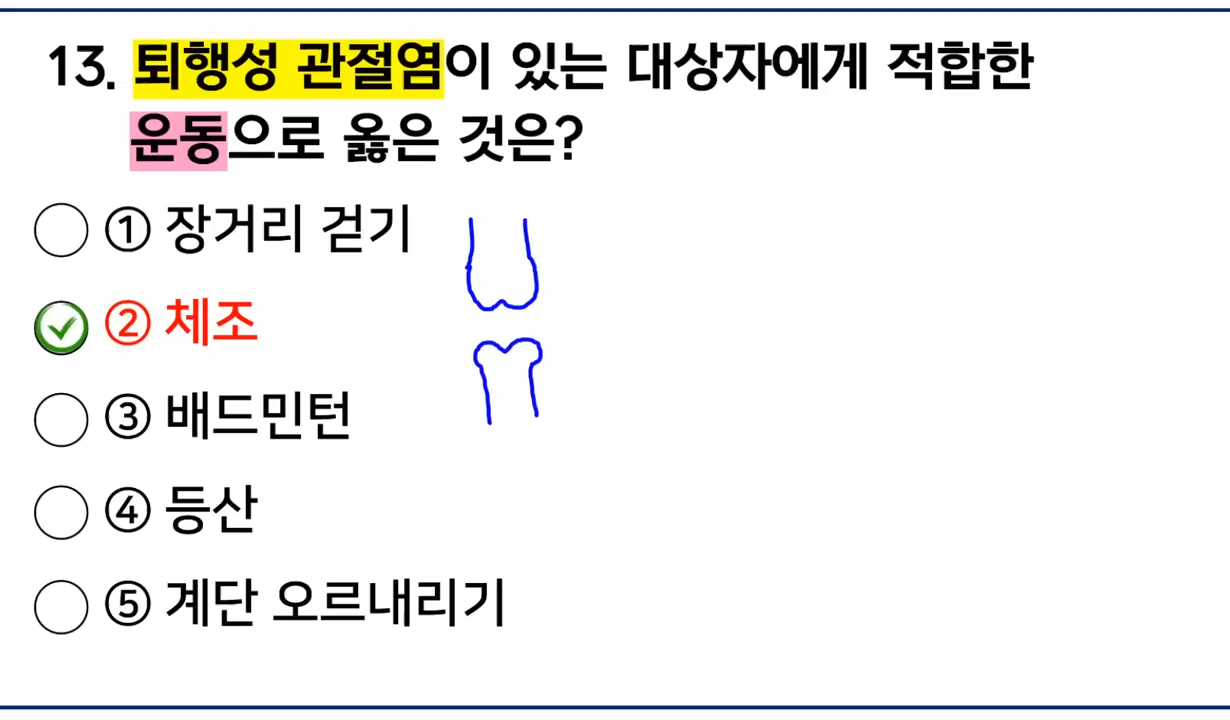 13. 퇴행성 관절염이 있는 대상자에게 적합한
운동으로 옳은 것은?
① 장거리 걷기
② 체조
③ 배드민턴
④ 등산
⑤ 계단 오르내리기